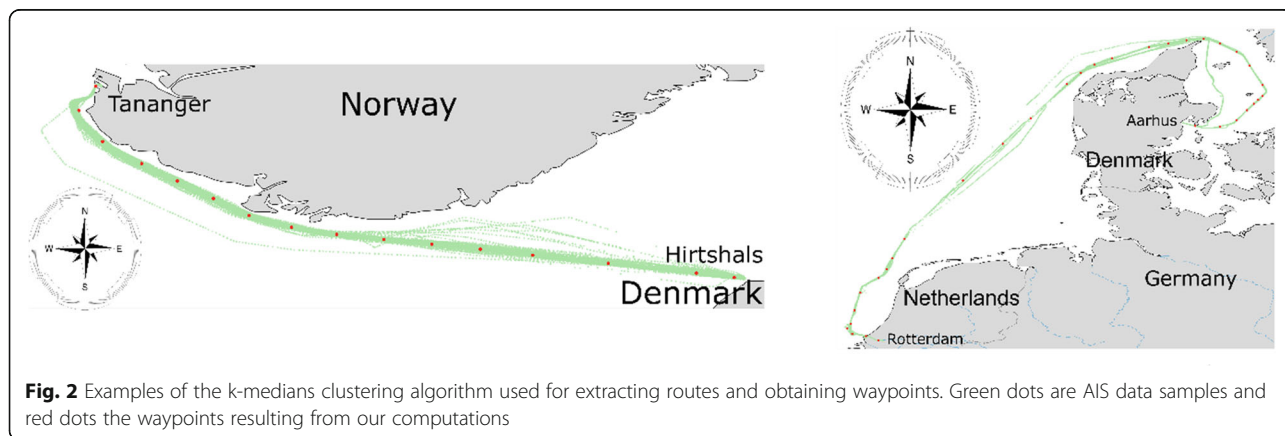 Tananger
Norway
N
W E
S
Hirtshals
Denmark
N
W E
S
Aarhus
Denmark
Germany
Netherlands
Rotterdam
Fig. 2 Examples of the k-medians clustering algorithm used for extracting routes and obtaining waypoints. Green dots are AIS data samples and
red dots the waypoints resulting from our computations